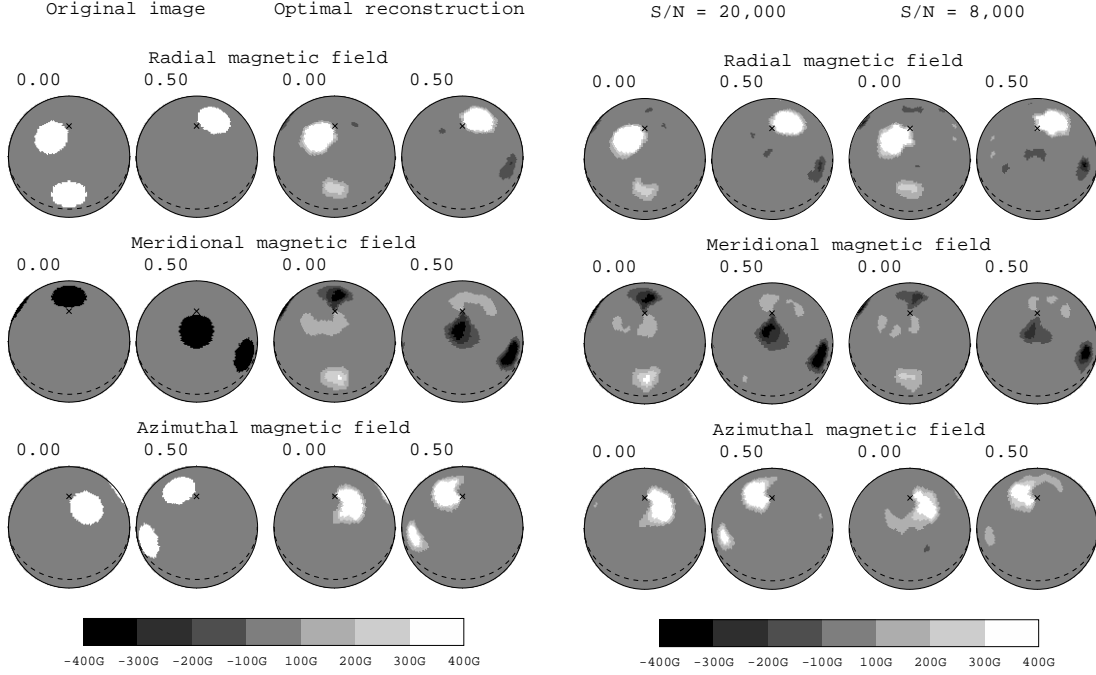 Original image Optimal reconstruction S/N = 20,000 S/N = 8,000
Radial magnetic field Radial magnetic field
0.00 0.50 0.00 0.50 0.00 0.50 0.00 0.50
Meridional magnetic field Meridional magnetic field
0.00 0.50 0.00 0.50 0.00 0.50 0.00 0.50
Azimuthal magnetic field Azimuthal magnetic field
0.00 0.50 0.00 0.50 0.00 0.50 0.00 0.50
-400G -300G -200G -100G 100G 200G 300G 400G -400G -300G -200G -100G 100G 200G 300G 400G